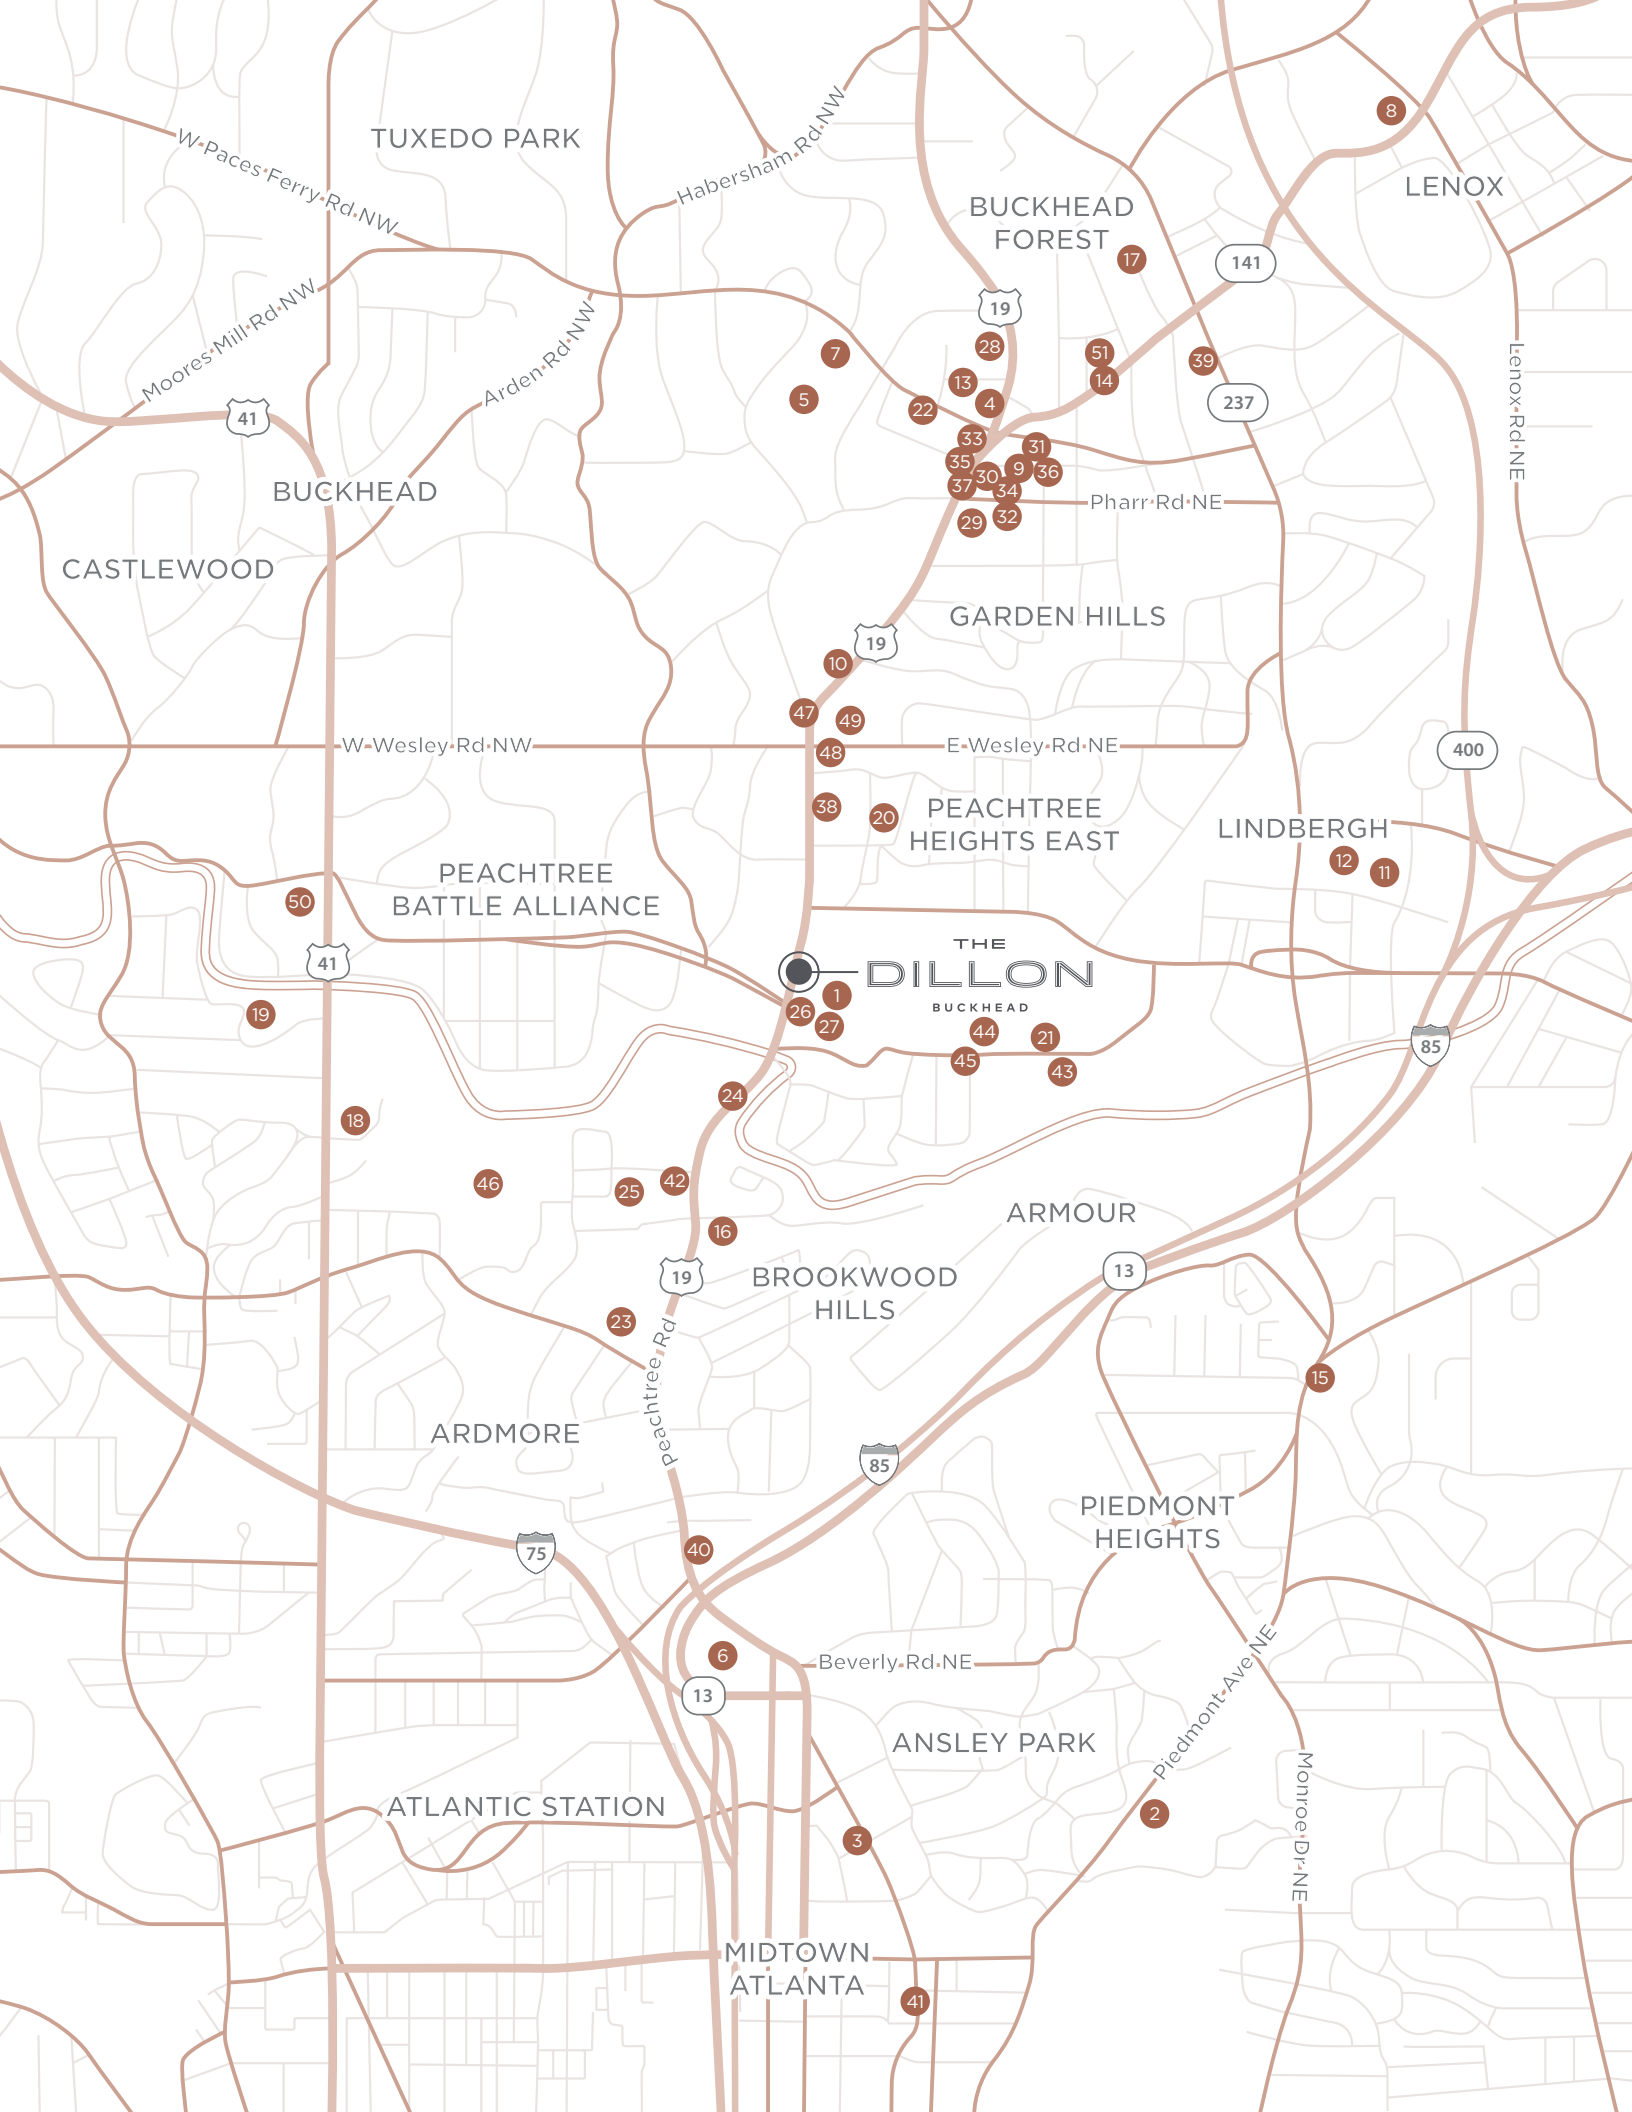 8
TUXEDO PARK
W Paces Ferry Rd NW
Habersham Rd NW
LENOX
BUCKHEAD
FOREST
17
141
19
Moores Mill Rd NW
Arden Rd NW
28
7
51
39
13
14
5
4
22
237
41
Lenox Rd NE
33
31
35
9
36
30
37
34
BUCKHEAD
Pharr Rd NE
29
32
CASTLEWOOD
GARDEN HILLS
19
10
47
49
W Wesley Rd NW
E Wesley Rd NE
48
400
38
20
PEACHTREE
HEIGHTS EAST
LINDBERGH
12
11
PEACHTREE
BATTLE ALLIANCE
50
41
THE
DILLON
BUCKHEAD
1
26
27
19
44
21
45
43
85
24
18
46
25
42
16
ARMOUR
13
19
BROOKWOOD
HILLS
23
Peachtree Rd
15
ARDMORE
85
PIEDMONT
HEIGHTS
75
40
6
Beverly Rd NE
13
Piedmont Ave NE
ANSLEY PARK
Monroe Dr NE
ATLANTIC STATION
2
3
MIDTOWN
ATLANTA
41